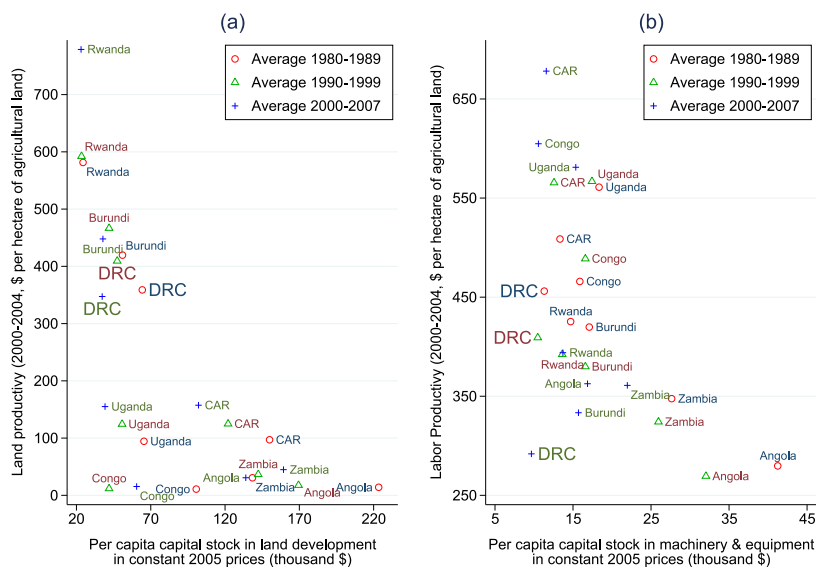 (a)
Land productivy (2000-2004, $ per hectare of agricultural land)
700
600
500
400
300
200
100
0
Average 1980-1989
Average 1990-1999
Average 2000-2007
Rwanda
Rwanda
Rwanda
Burundi
Burundi
Burundi
DRC
DRC
DRC
Uganda
CAR
Uganda
CAR
Uganda
CAR
Congo
Zambia
Zambia
Angola
Congo
Congo
Zambia
Angola
Angola
20
70
120
170
220
Per capita capital stock in land development
in constant 2005 prices (thousand $)
(b)
Labor Productivy (2000-2004, $ per hectare of agricultural land)
650
550
450
350
250
Average 1980-1989
Average 1990-1999
Average 2000-2007
CAR
Congo
Uganda
Uganda
CAR
Uganda
CAR
Congo
Congo
DRC
Rwanda
Burundi
DRC
Rwanda
Rwanda
Burundi
Angola
Zambia
Zambia
Burundi
Zambia
DRC
Angola
Angola
5
15
25
35
45
Per capita capital stock in machinery & equipment
in constant 2005 prices (thousand $)